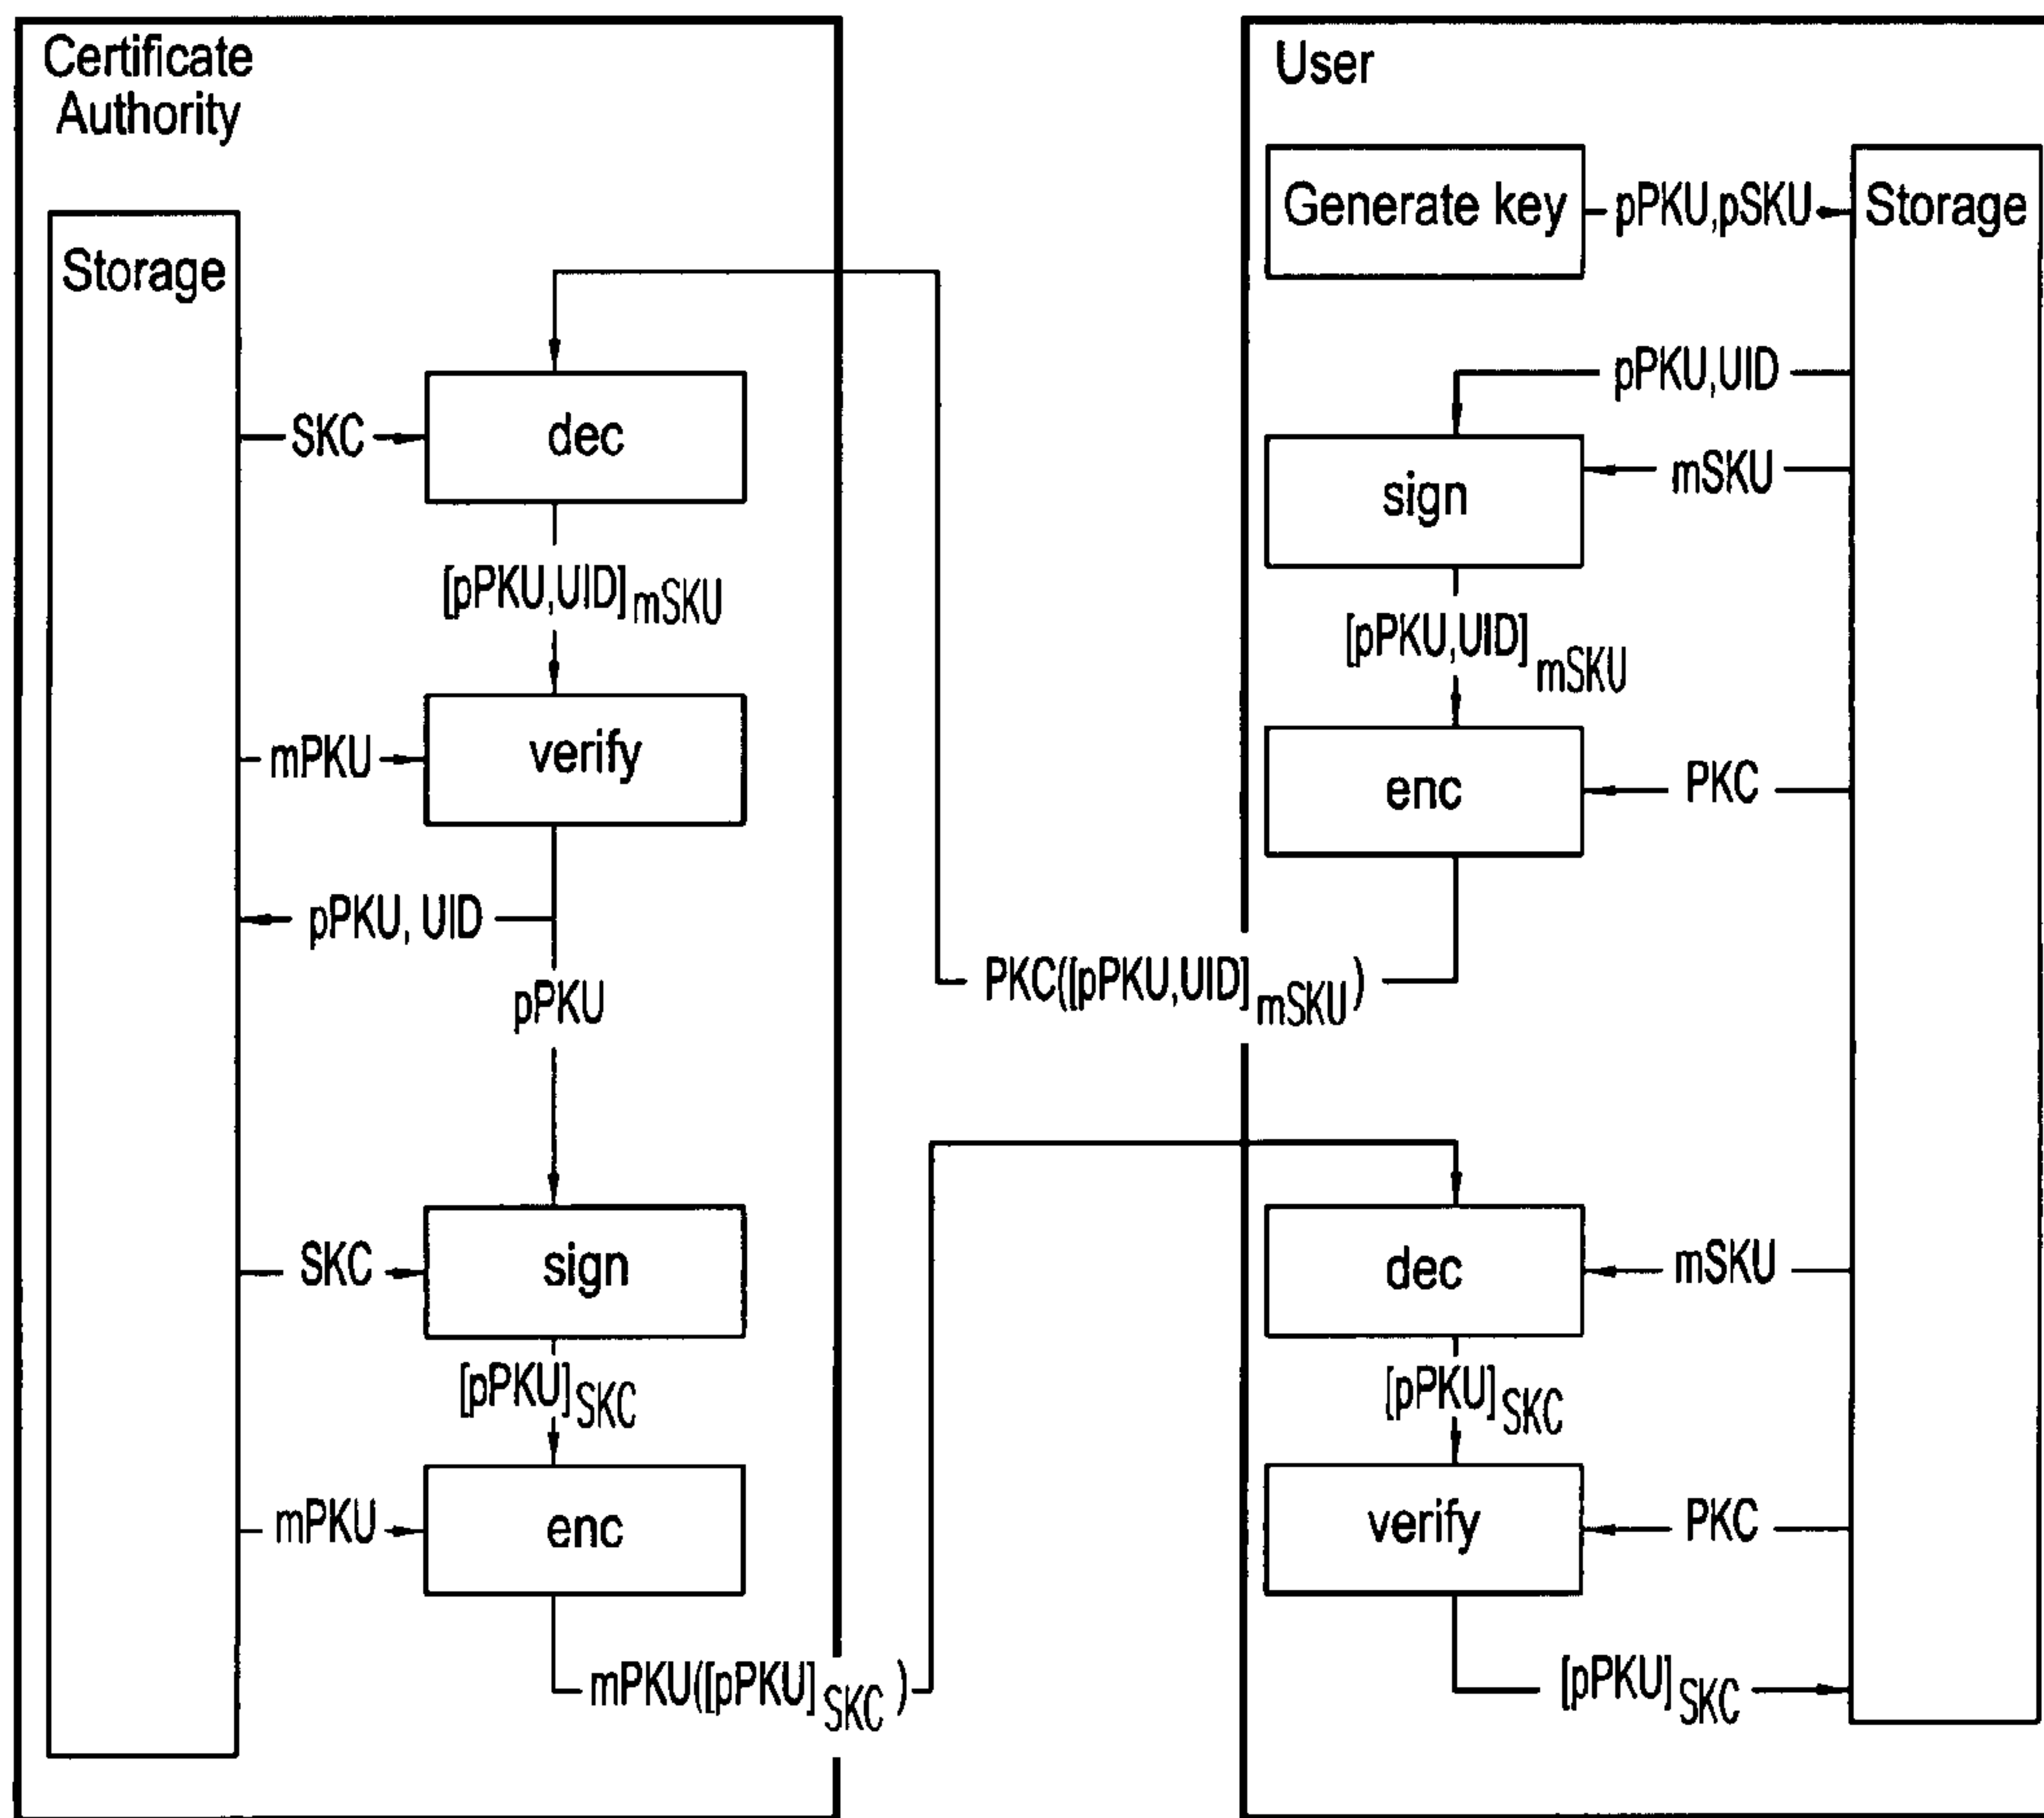 Certificate
Authority
Storage
SKC
dec
[pPKU,UID]mSKU
mPKU
verify
pPKU, UID
pPKU
SKC
sign
[pPKU]SKC
mPKU
enc
mPKU([pPKU]SKC)
PKC([pPKU,UID]mSKU)
User
Generate key
pPKU,pSKU
Storage
pPKU,UID
sign
mSKU
[pPKU,UID]mSKU
enc
PKC
dec
mSKU
[pPKU]SKC
verify
PKC
[pPKU]SKC